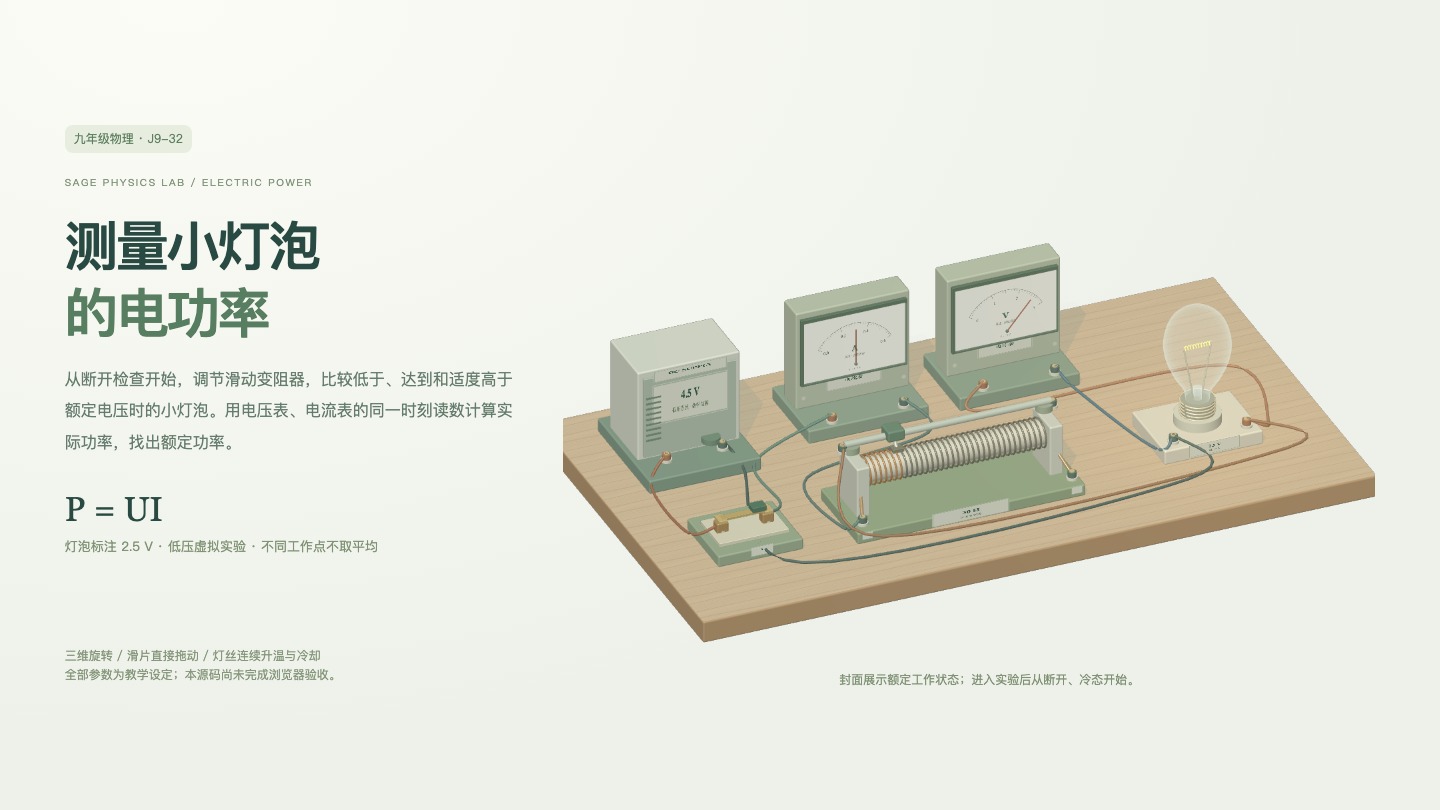 九年级物理 · J9–32
SAGE PHYSICS LAB / ELECTRIC POWER
测量小灯泡
的电功率
从断开检查开始，调节滑动变阻器，比较低于、达到和适度高于
额定电压时的小灯泡。用电压表、电流表的同一时刻读数计算实
际功率，找出额定功率。
P = UI
灯泡标注 2.5 V · 低压虚拟实验 · 不同工作点不取平均
三维旋转 / 滑片直接拖动 / 灯丝连续升温与冷却
全部参数为教学设定；本源码尚未完成浏览器验收。
4.5 V
A
V
封面展示额定工作状态；进入实验后从断开、冷态开始。